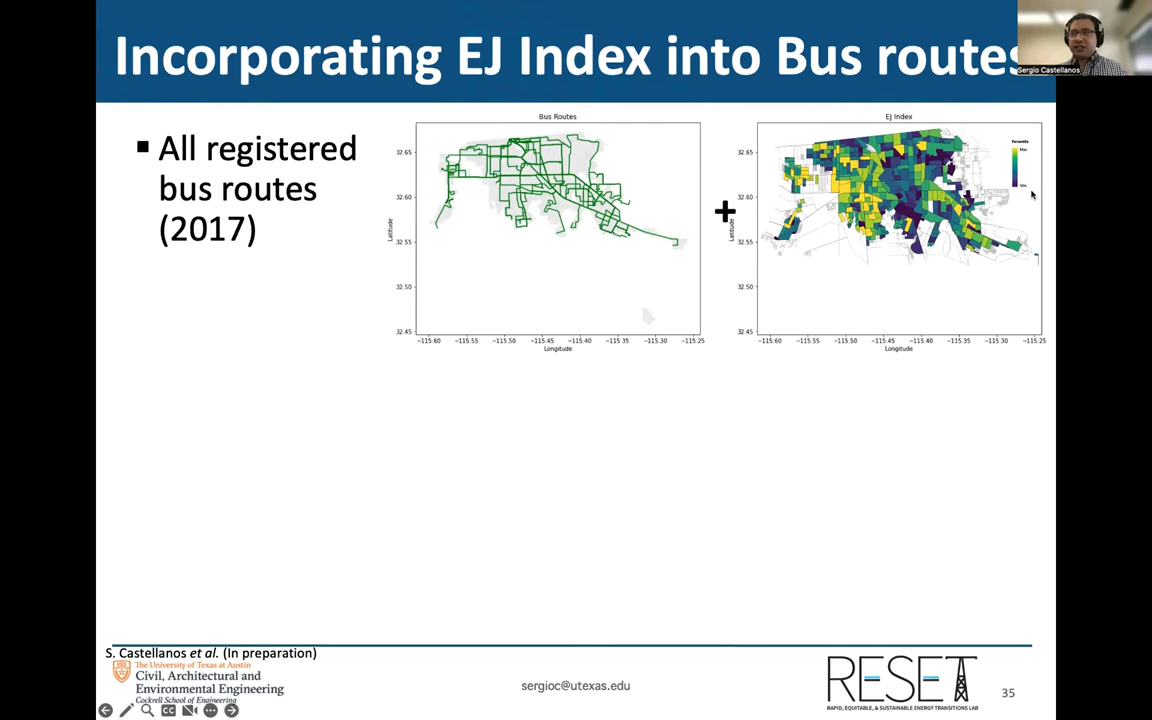 Incorporating EJ Index into Bus routes
Sergio Castellanos
▪ All registered
bus routes
(2017)
Bus Routes
32.65
32.60
32.55
32.50
32.45
Latitude
−115.60 −115.55 −115.50 −115.45 −115.40 −115.35 −115.30 −115.25
Longitude
+
EJ Index
Percentile
Max
Min
32.65
32.60
32.55
32.50
32.45
Latitude
−115.60 −115.55 −115.50 −115.45 −115.40 −115.35 −115.30 −115.25
Longitude
S. Castellanos et al. (In preparation)
The University of Texas at Austin
Civil, Architectural and
Environmental Engineering
Cockrell School of Engineering
CC
sergioc@utexas.edu
RESET
RAPID, EQUITABLE, & SUSTAINABLE ENERGY TRANSITIONS LAB
35